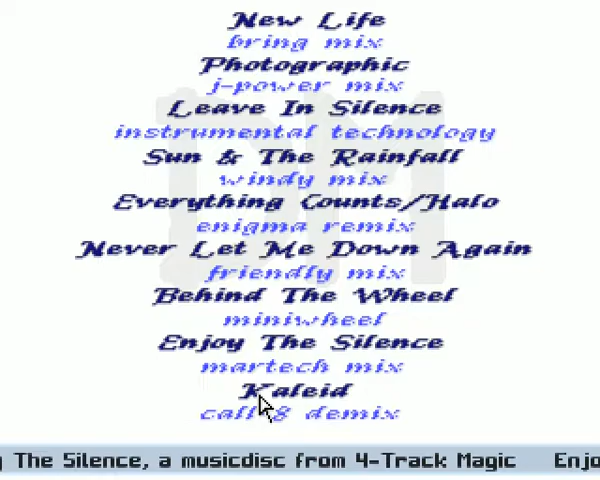 New Life
bring mix
Photographic
j-power mix
Leave In Silence
instrumental technology
Sun & The Rainfall
windy mix
Everything Counts/Halo
enigma remix
Never Let Me Down Again
friendly mix
Behind The Wheel
miniwheel
Enjoy The Silence
martech mix
Kaleid
call & demix
DM
The Silence, a musicdisc from 4-Track Magic Enjo